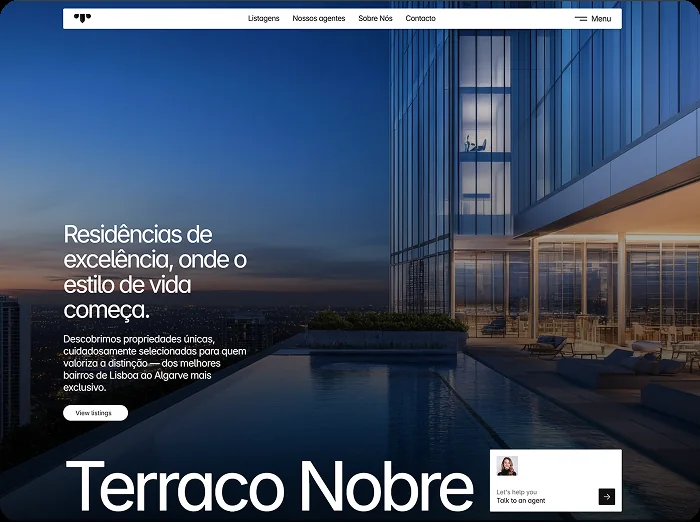 Listagens
Nossos agentes
Sobre Nós
Contacto
Menu
Residências de
excelência, onde o
estilo de vida
começa.
Descobrimos propriedades únicas,
cuidadosamente selecionadas para quem
valoriza a distinção — dos melhores
bairros de Lisboa ao Algarve mais
exclusivo.
View listings
Terraco Nobre
Let's help you
Talk to an agent